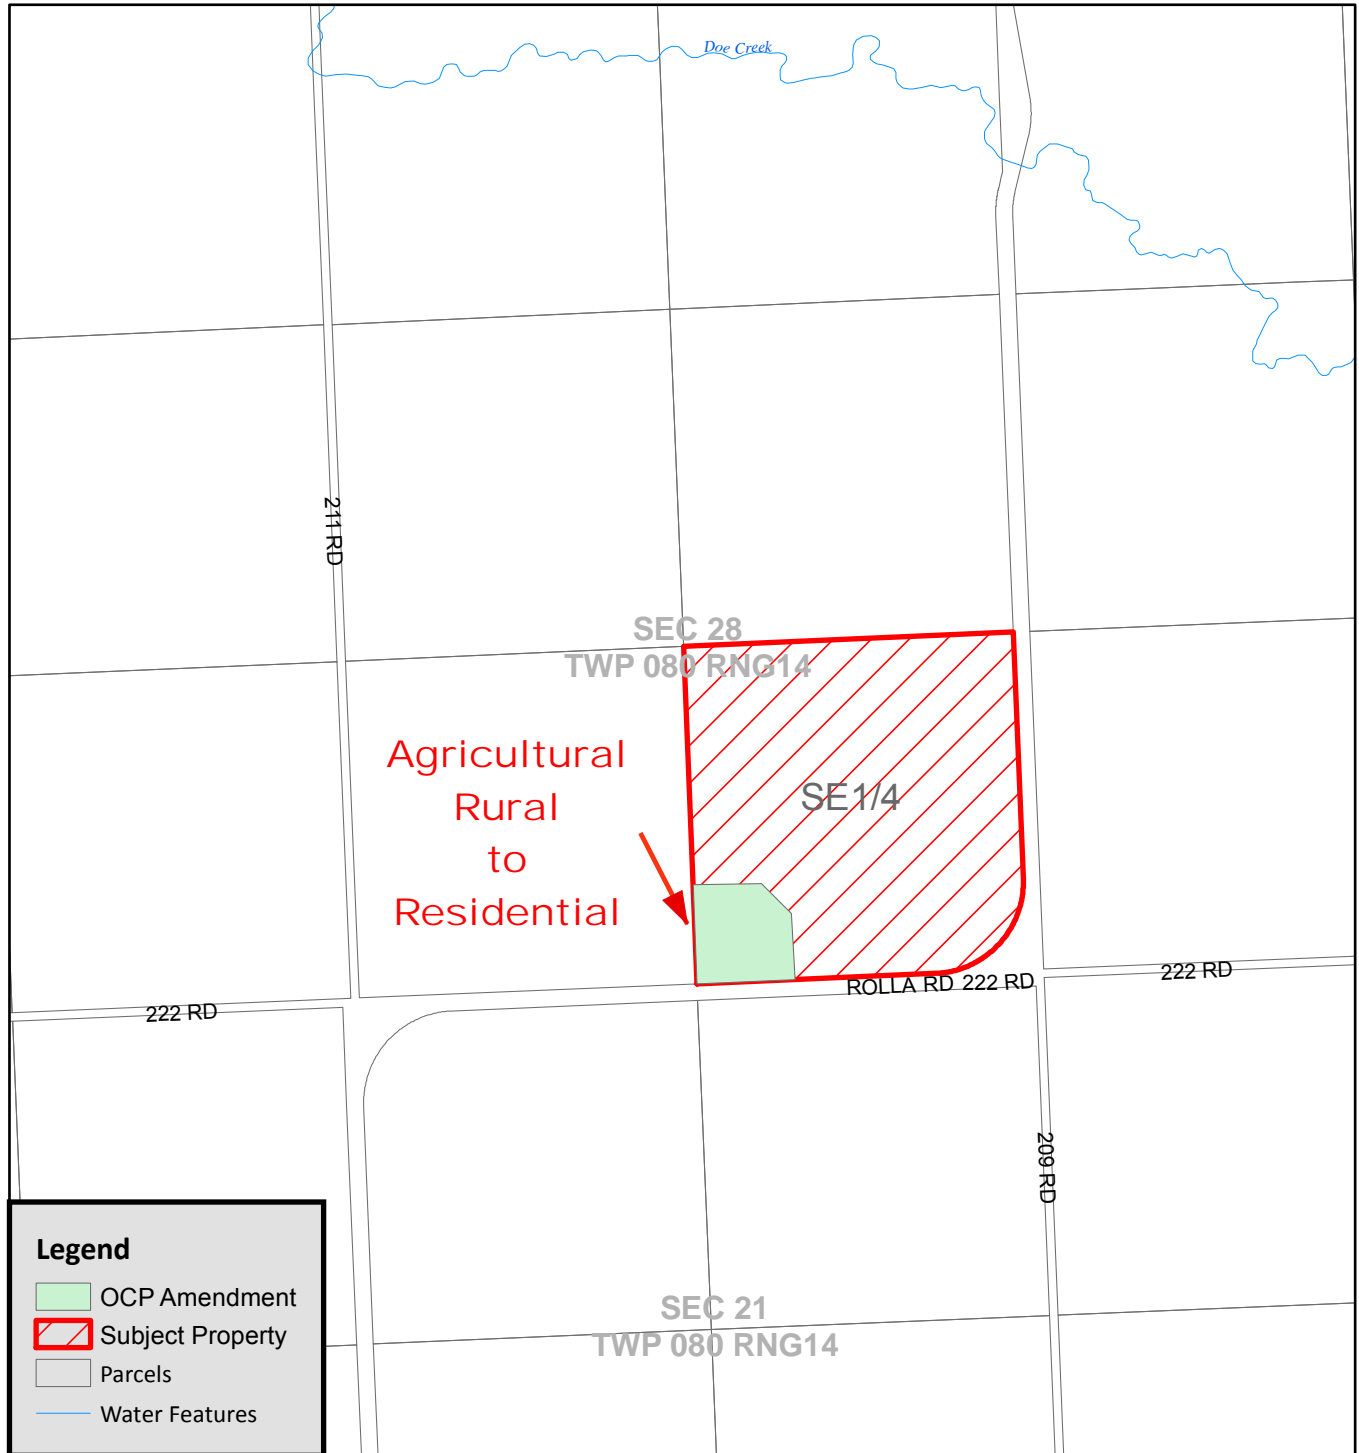 Doe Creek
211 RD
SEC 28
TWP 080 RNG14
Agricultural
Rural
to
Residential
SE1/4
222 RD
ROLLA RD 222 RD
222 RD
209 RD
SEC 21
TWP 080 RNG14
Legend
OCP Amendment
Subject Property
Parcels
Water Features